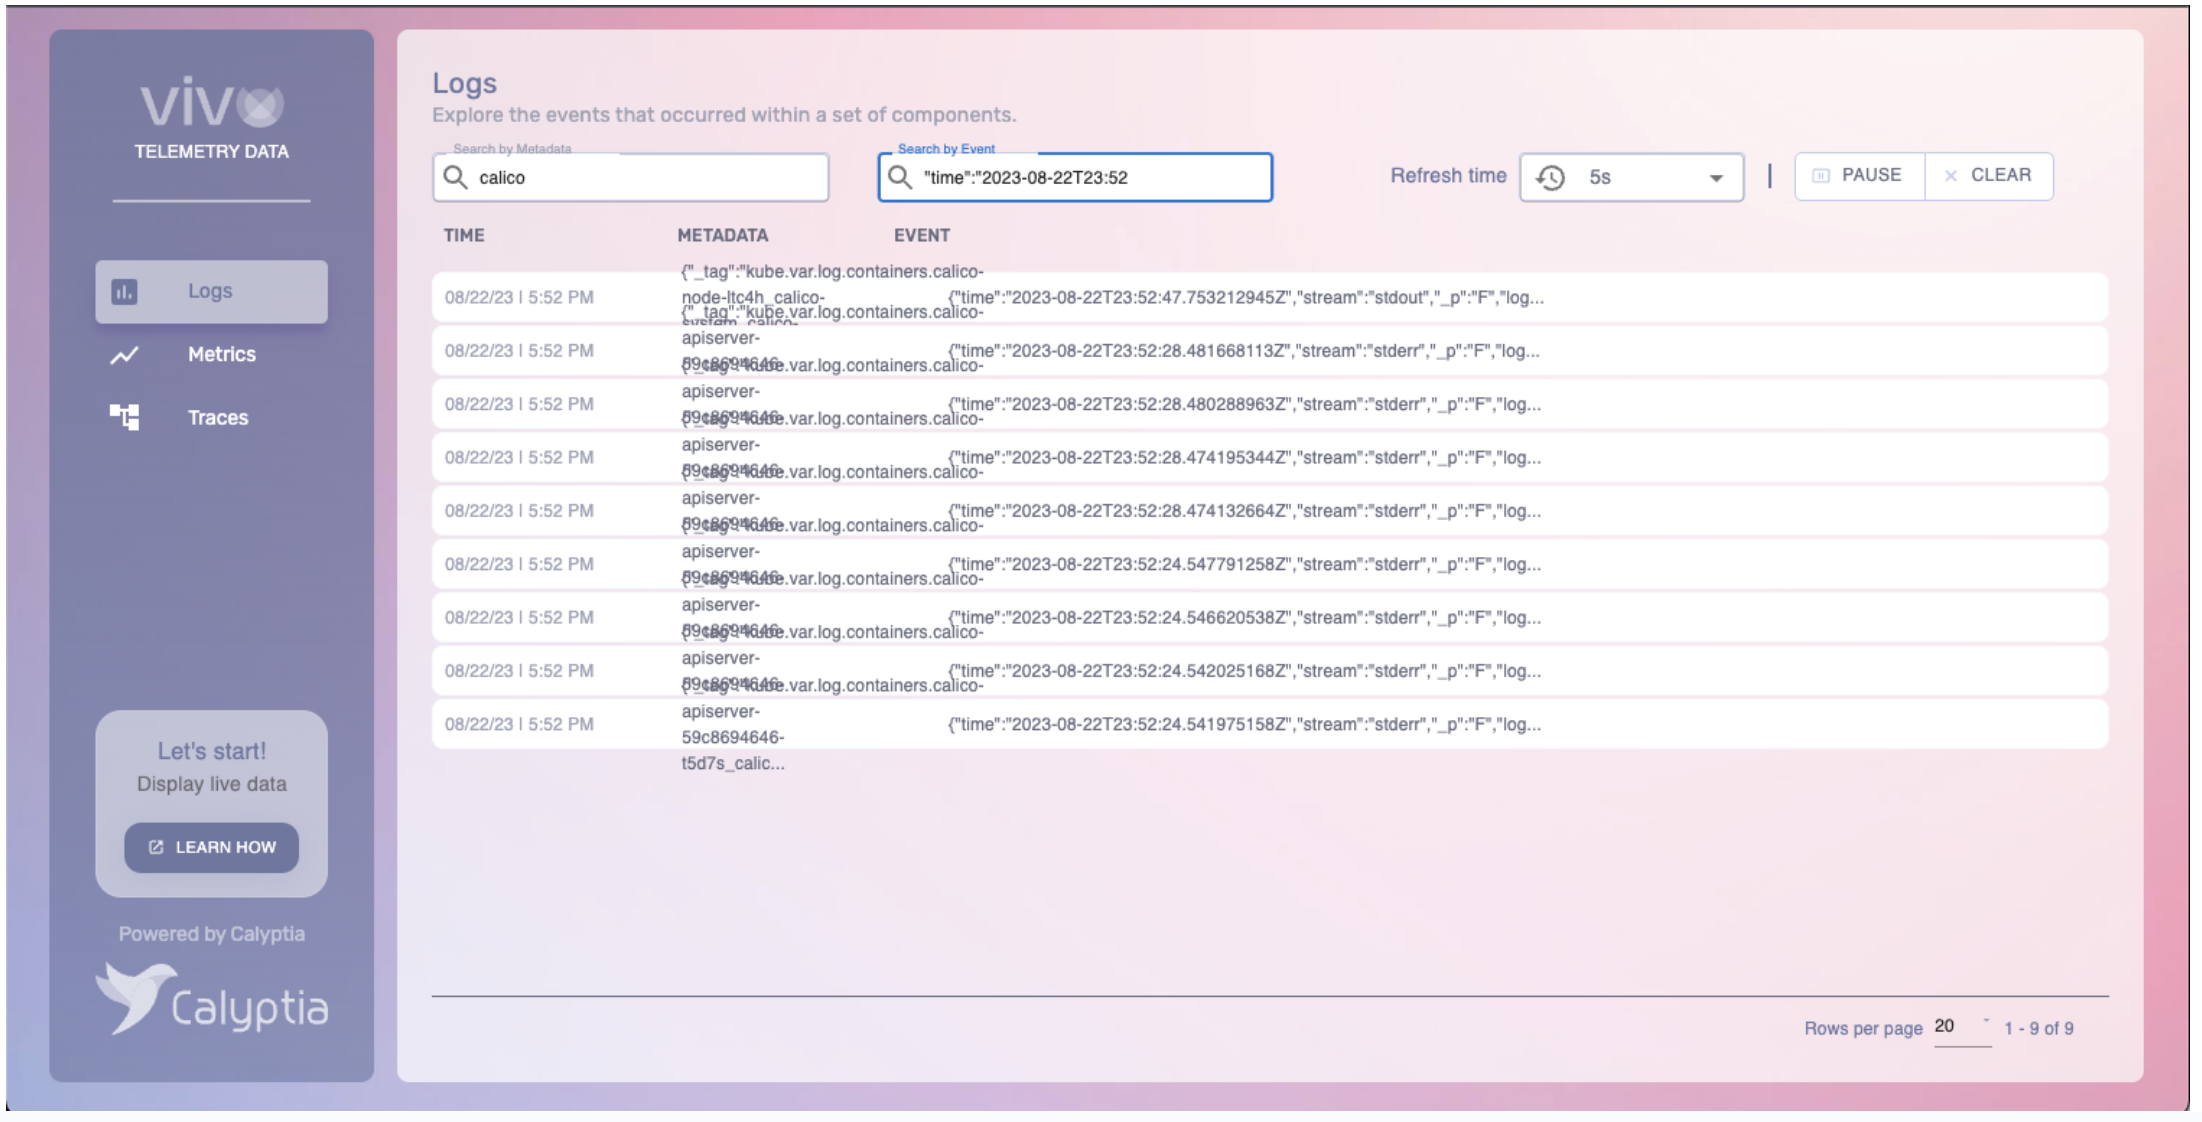 vivo
TELEMETRY DATA
Logs
Metrics
Traces
Let's start!
Display live data
LEARN HOW
Powered by Calyptia
Calyptia
Logs
Explore the events that occurred within a set of components.
Search by Metadata
calico
Search by Event
"time":"2023-08-22T23:52
Refresh time
5s
PAUSE
CLEAR
TIME METADATA EVENT
08/22/23 | 5:52 PM
{"_tag":"kube.var.log.containers.calico-
node-ltc4h_calico-
system_calico-
{"time":"2023-08-22T23:52:47.753212945Z","stream":"stdout","_p":"F","log...
08/22/23 | 5:52 PM
{"_tag":"kube.var.log.containers.calico-
apiserver-
59c8694646-
{"time":"2023-08-22T23:52:28.481668113Z","stream":"stderr","_p":"F","log...
08/22/23 | 5:52 PM
{"_tag":"kube.var.log.containers.calico-
apiserver-
59c8694646-
{"time":"2023-08-22T23:52:28.480288963Z","stream":"stderr","_p":"F","log...
08/22/23 | 5:52 PM
{"_tag":"kube.var.log.containers.calico-
apiserver-
59c8694646-
{"time":"2023-08-22T23:52:28.474195344Z","stream":"stderr","_p":"F","log...
08/22/23 | 5:52 PM
{"_tag":"kube.var.log.containers.calico-
apiserver-
59c8694646-
{"time":"2023-08-22T23:52:28.474132664Z","stream":"stderr","_p":"F","log...
08/22/23 | 5:52 PM
{"_tag":"kube.var.log.containers.calico-
apiserver-
59c8694646-
{"time":"2023-08-22T23:52:24.547791258Z","stream":"stderr","_p":"F","log...
08/22/23 | 5:52 PM
{"_tag":"kube.var.log.containers.calico-
apiserver-
59c8694646-
{"time":"2023-08-22T23:52:24.546620538Z","stream":"stderr","_p":"F","log...
08/22/23 | 5:52 PM
{"_tag":"kube.var.log.containers.calico-
apiserver-
59c8694646-
{"time":"2023-08-22T23:52:24.542025168Z","stream":"stderr","_p":"F","log...
08/22/23 | 5:52 PM
{"_tag":"kube.var.log.containers.calico-
apiserver-
59c8694646-
t5d7s_calic...
{"time":"2023-08-22T23:52:24.541975158Z","stream":"stderr","_p":"F","log...
Rows per page 20 1 - 9 of 9